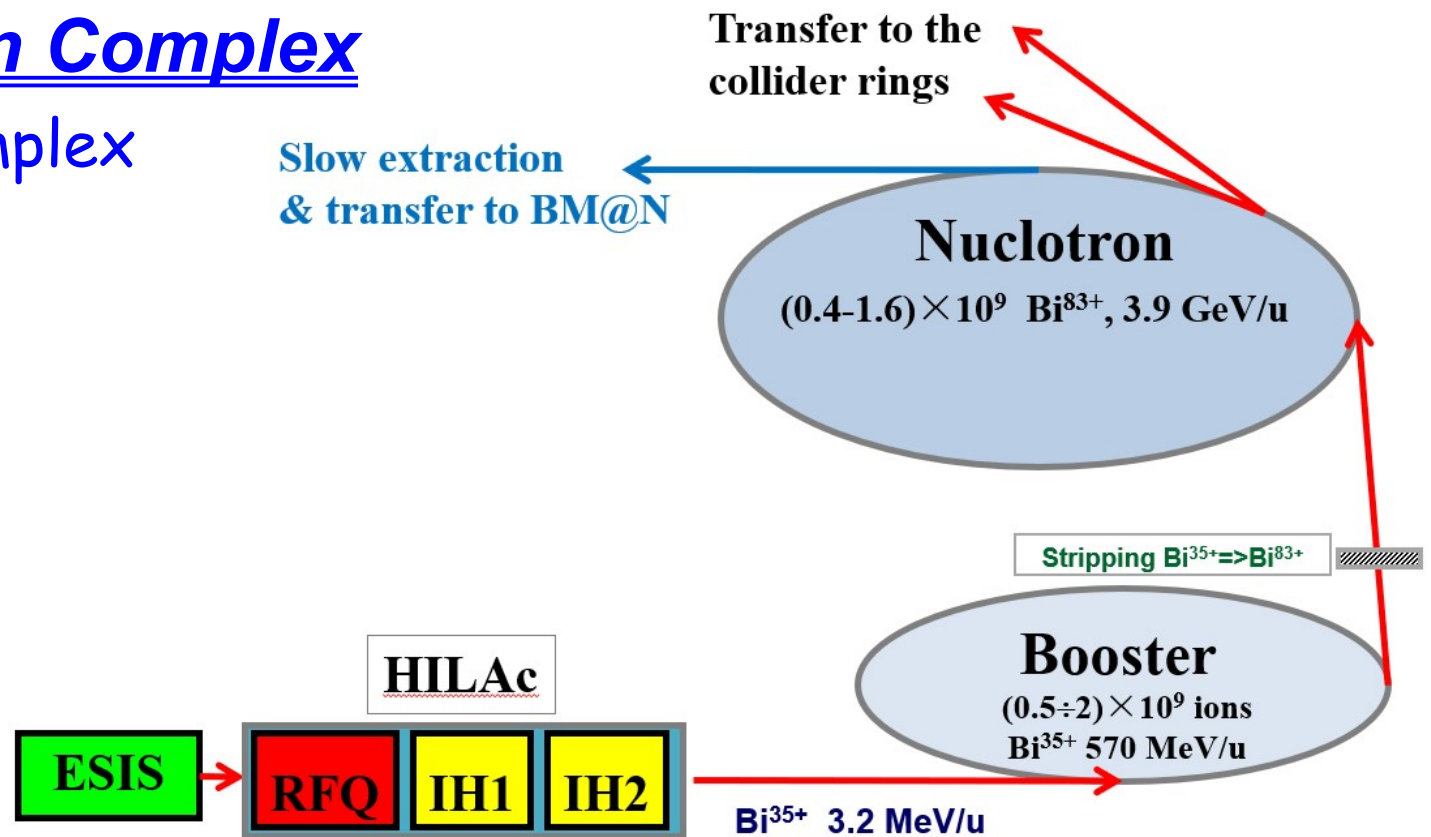 n Complex
mplex
Transfer to the
collider rings
Slow extraction
& transfer to BM@N
Nuclotron
(0.4-1.6)×10⁹ Bi⁸³⁺, 3.9 GeV/u
Stripping Bi³⁵⁺=>Bi⁸³⁺
Booster
(0.5÷2)×10⁹ ions
Bi³⁵⁺ 570 MeV/u
HILAc
ESIS
RFQ IH1 IH2
Bi³⁵⁺ 3.2 MeV/u